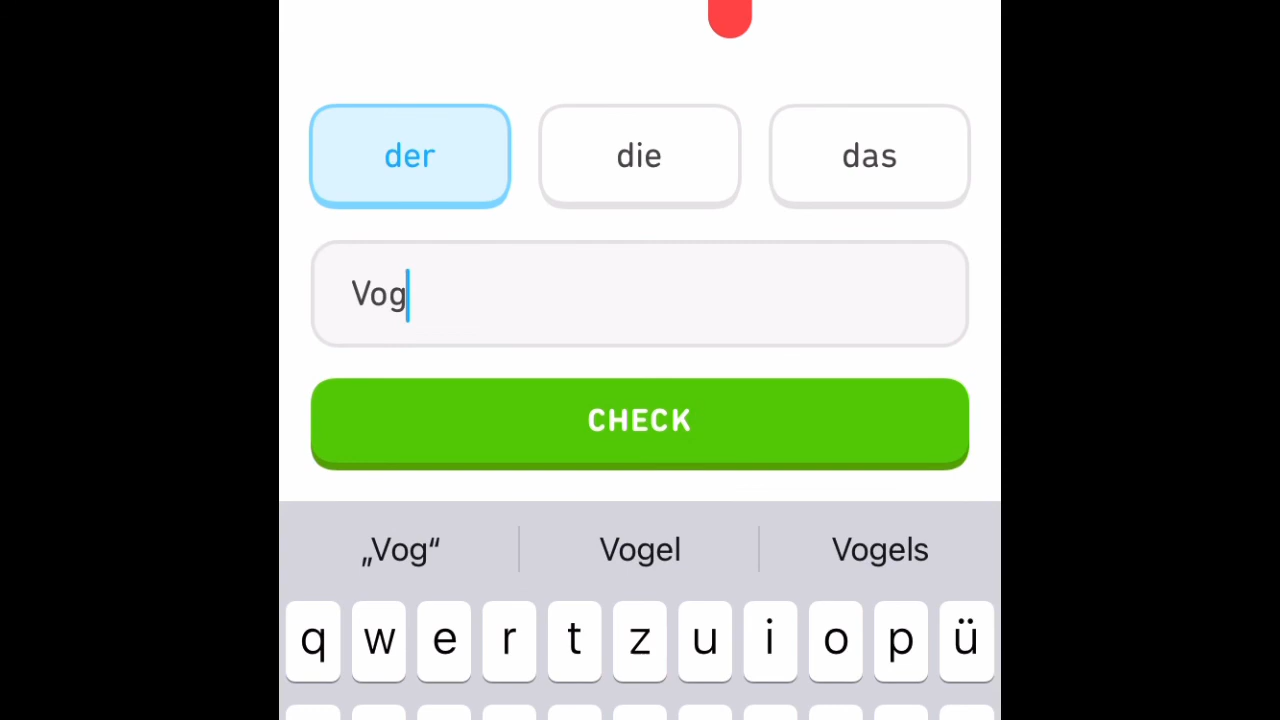 der die das
Vog
CHECK
„Vog“ Vogel Vogels
q w e r t z u i o p ü